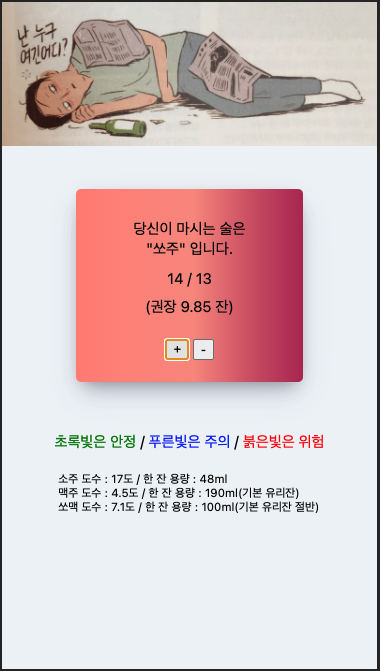 난 누구
여긴어디?
당신이 마시는 술은
"쏘주" 입니다.
14 / 13
(권장 9.85 잔)
+ -
초록빛은 안정 / 푸른빛은 주의 / 붉은빛은 위험
소주 도수 : 17도 / 한 잔 용량 : 48ml
맥주 도수 : 4.5도 / 한 잔 용량 : 190ml(기본 유리잔)
쏘맥 도수 : 7.1도 / 한 잔 용량 : 100ml(기본 유리잔 절반)